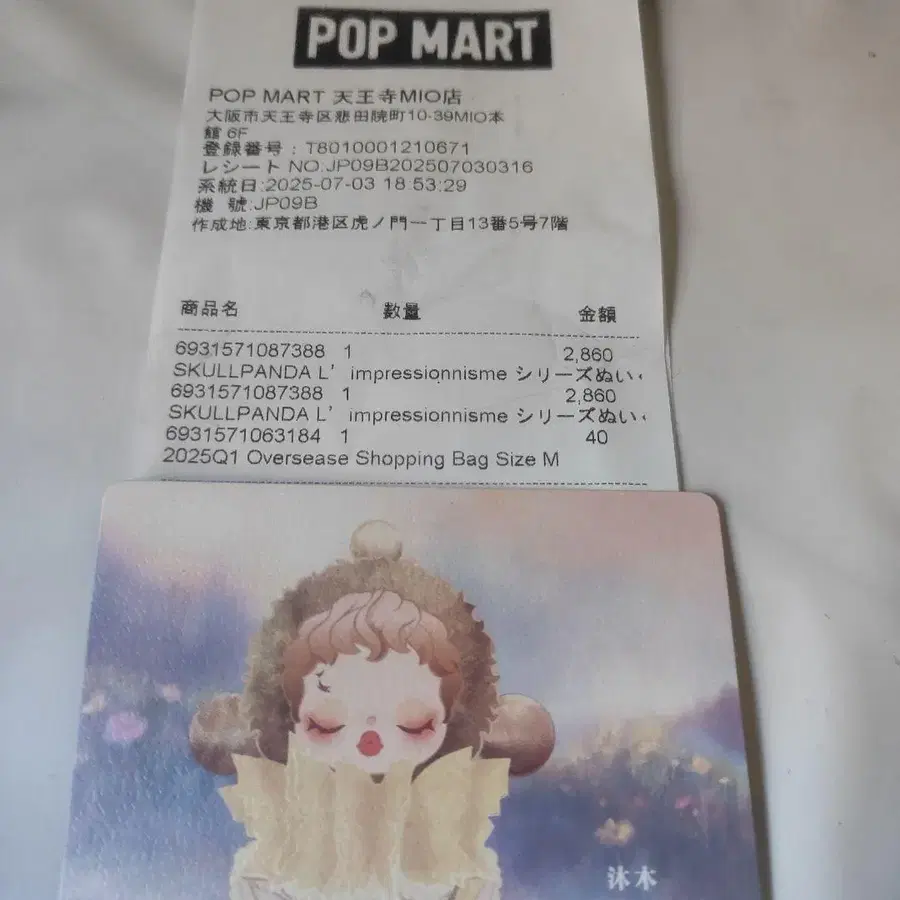 POP MART
POP MART 天王寺MIO店
大阪市天王寺区悲田院町10-39MIO本
館 6F
登録番号 : T8010001210671
レシート NO.JP09B202507030316
系統日:2025-07-03 18:53:29
機 號:JP09B
作成地:東京都港区虎ノ門一丁目13番5号7階
商品名 數量 金額
6931571087388 1 2,860
SKULLPANDA L’impressionnisme シリーズぬい
6931571087388 1 2,860
SKULLPANDA L’impressionnisme シリーズぬい
6931571063184 1 40
2025Q1 Oversease Shopping Bag Size M
沐木